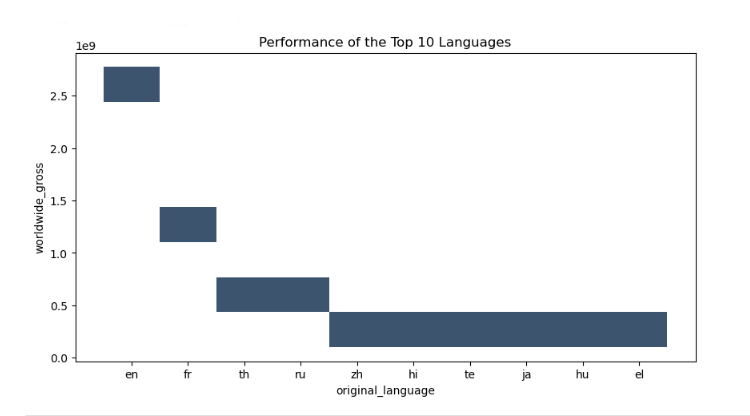 Performance of the Top 10 Languages
1e9
2.5
2.0
1.5
1.0
0.5
0.0
worldwide_gross
en fr th ru zh hi te ja hu el
original_language